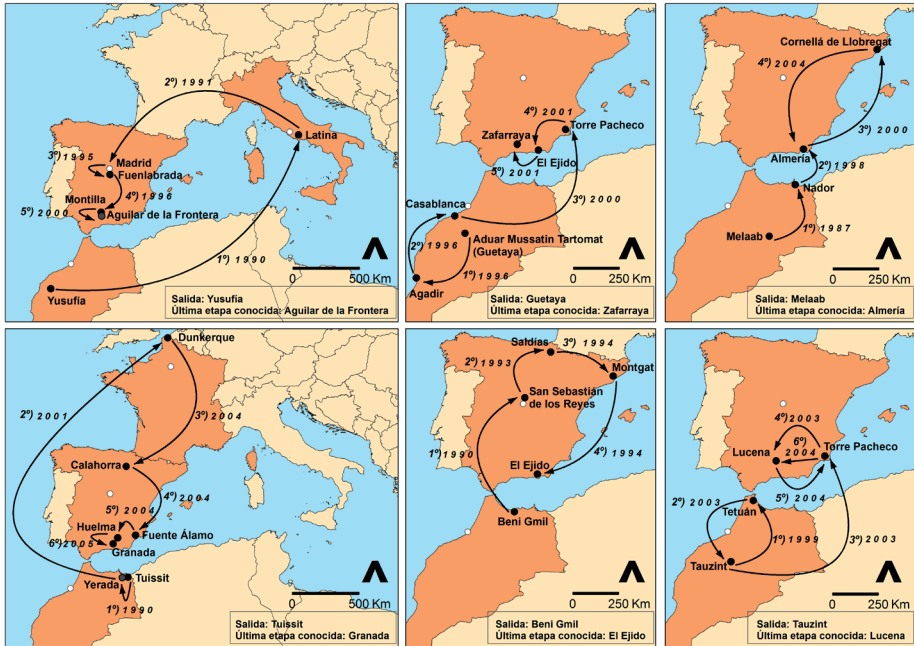 2º) 1991
Latina
3º) 1995
Madrid
Fuenlabrada
Montilla
4º) 1996
5º) 2000
Aguilar de la Frontera
1º) 1990
Yusufía
500 Km
Salida: Yusufía
Última etapa conocida: Aguilar de la Frontera
4º) 2001
Torre Pacheco
Zafarraya
El Ejido
5º) 2001
3º) 2000
Casablanca
2º) 1996
Aduar Mussatin Tartomat
(Guetaya)
1º) 1996
Agadir
250 Km
Salida: Guetaya
Última etapa conocida: Zafarraya
Cornellá de Llobregat
4º) 2004
3º) 2000
Almería
2º) 1998
Nador
Melaab
1º) 1987
250 Km
Salida: Melaab
Última etapa conocida: Almería
Dunkerque
2º) 2001
3º) 2004
Calahorra
4º) 2004
5º) 2004
Huelma
Fuente Álamo
6º) 2005
Granada
Yerada
Tuissit
1º) 1990
500 Km
Salida: Tuissit
Última etapa conocida: Granada
Saldías
3º) 1994
2º) 1993
Montgat
San Sebastián
de los Reyes
1º) 1990
4º) 1994
El Ejido
Beni Gmil
250 Km
Salida: Beni Gmil
Última etapa conocida: El Ejido
4º) 2003
6º)
2004
Torre Pacheco
Lucena
5º) 2004
2º) 2003
Tetuán
1º) 1999
3º) 2003
Tauzint
250 Km
Salida: Tauzint
Última etapa conocida: Lucena